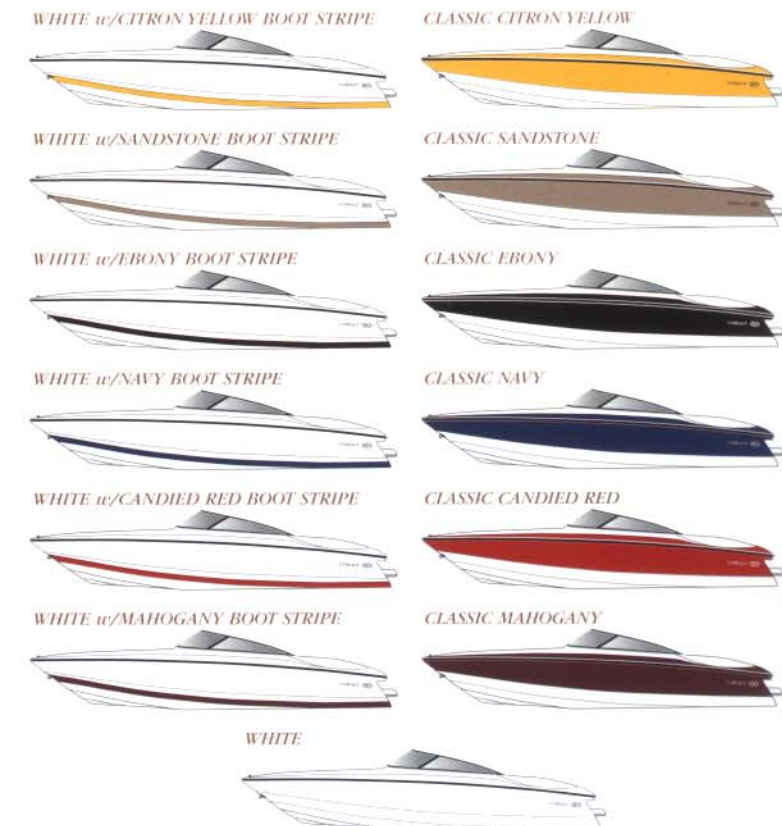 WHITE w/CITRON YELLOW BOOT STRIPE
CLASSIC CITRON YELLOW
WHITE w/SANDSTONE BOOT STRIPE
CLASSIC SANDSTONE
WHITE w/EBONY BOOT STRIPE
CLASSIC EBONY
WHITE w/NAVY BOOT STRIPE
CLASSIC NAVY
WHITE w/CANDIED RED BOOT STRIPE
CLASSIC CANDIED RED
WHITE w/MAHOGANY BOOT STRIPE
CLASSIC MAHOGANY
WHITE